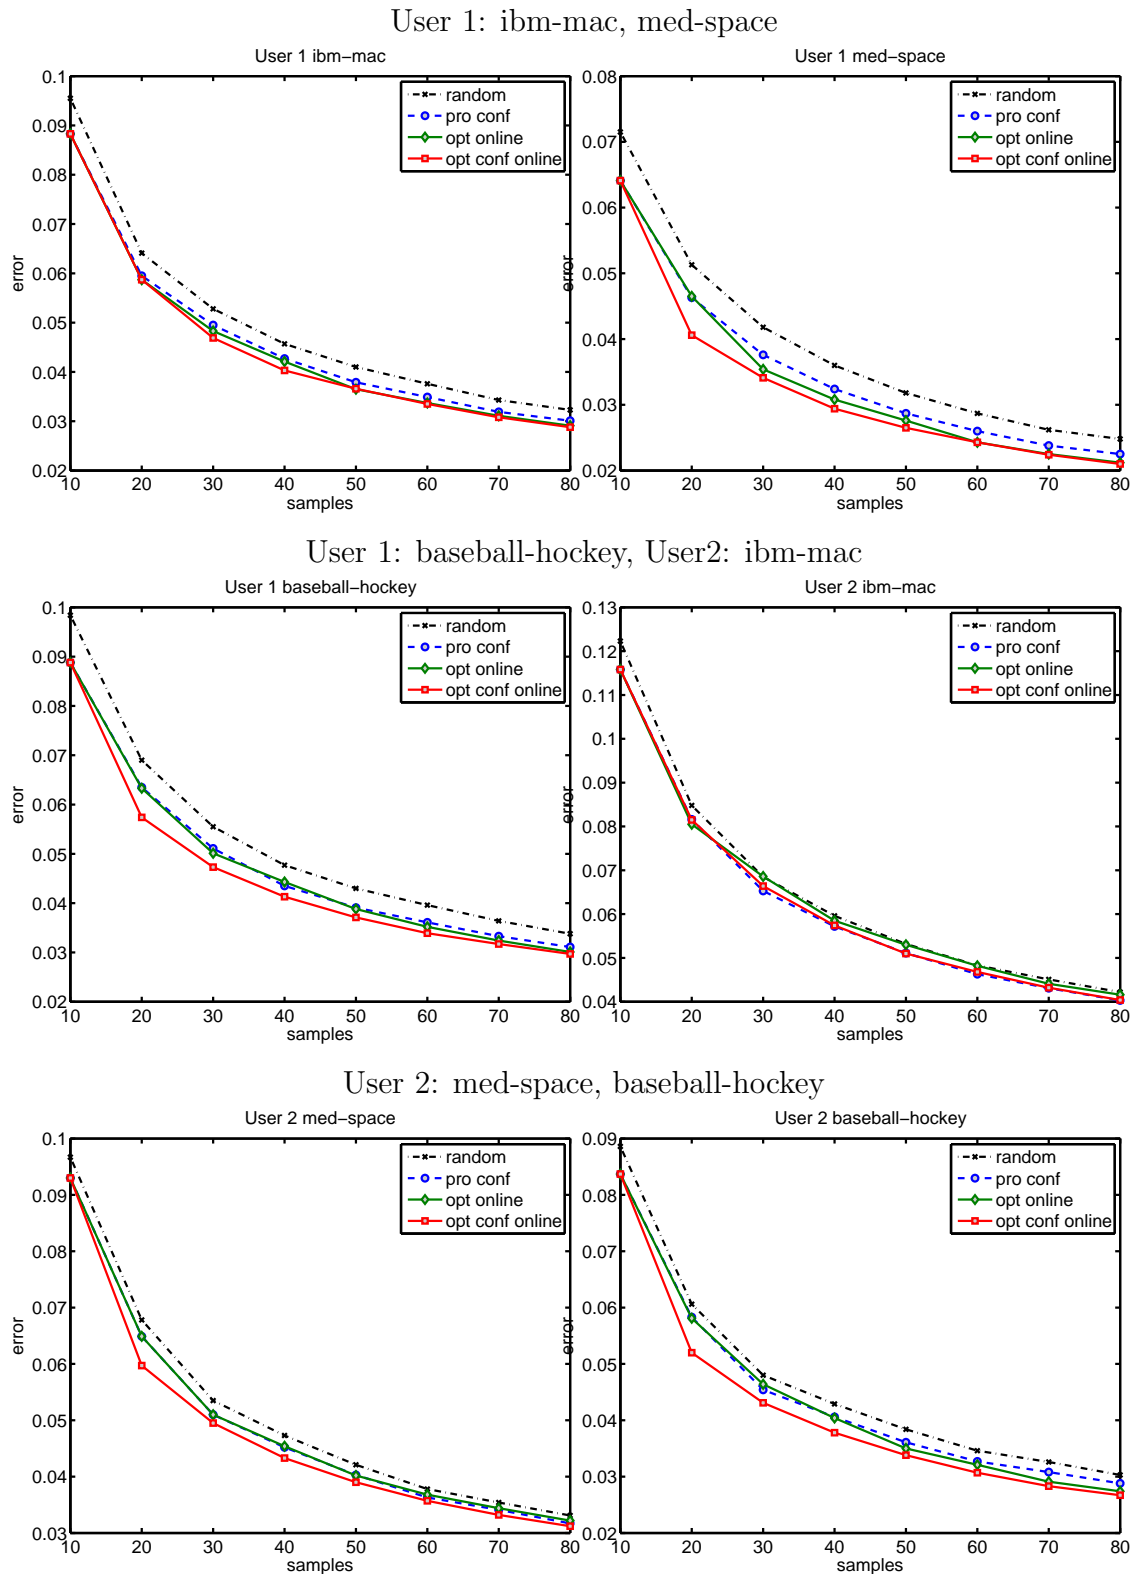 User 1: ibm-mac, med-space
User 1 ibm−mac
0.1
0.09
0.08
0.07
0.06
0.05
0.04
0.03
0.02
error
10 20 30 40 50 60 70 80
samples
random
pro conf
opt online
opt conf online
User 1 med−space
0.08
0.07
0.06
0.05
0.04
0.03
0.02
error
10 20 30 40 50 60 70 80
samples
random
pro conf
opt online
opt conf online
User 1: baseball-hockey, User2: ibm-mac
User 1 baseball−hockey
0.1
0.09
0.08
0.07
0.06
0.05
0.04
0.03
0.02
error
10 20 30 40 50 60 70 80
samples
random
pro conf
opt online
opt conf online
User 2 ibm−mac
0.13
0.12
0.11
0.1
0.09
0.08
0.07
0.06
0.05
0.04
error
10 20 30 40 50 60 70 80
samples
random
pro conf
opt online
opt conf online
User 2: med-space, baseball-hockey
User 2 med−space
0.1
0.09
0.08
0.07
0.06
0.05
0.04
0.03
error
10 20 30 40 50 60 70 80
samples
random
pro conf
opt online
opt conf online
User 2 baseball−hockey
0.09
0.08
0.07
0.06
0.05
0.04
0.03
0.02
error
10 20 30 40 50 60 70 80
samples
random
pro conf
opt online
opt conf online